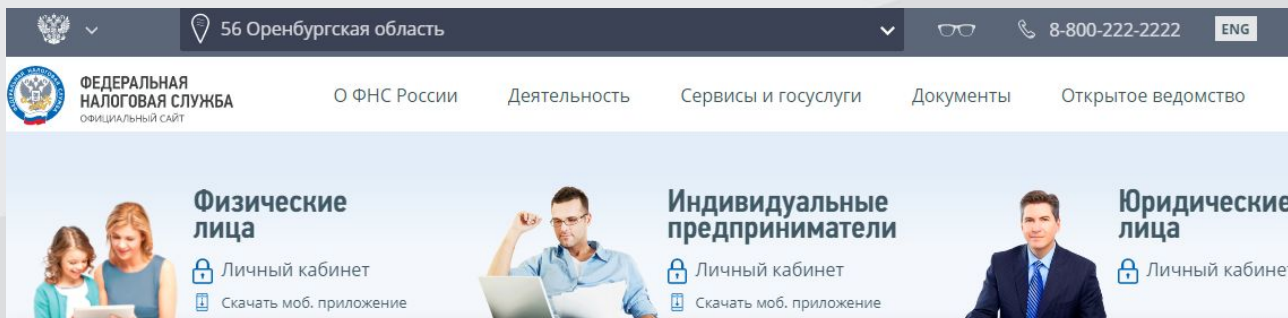 56 Оренбургская область
8-800-222-2222
ENG
ФЕДЕРАЛЬНАЯ
НАЛОГОВАЯ СЛУЖБА
ОФИЦИАЛЬНЫЙ САЙТ
О ФНС России
Деятельность
Сервисы и госуслуги
Документы
Открытое ведомство
Физические
лица
Личный кабинет
Скачать моб. приложение
Индивидуальные
предприниматели
Личный кабинет
Скачать моб. приложение
Юридические
лица
Личный кабинет